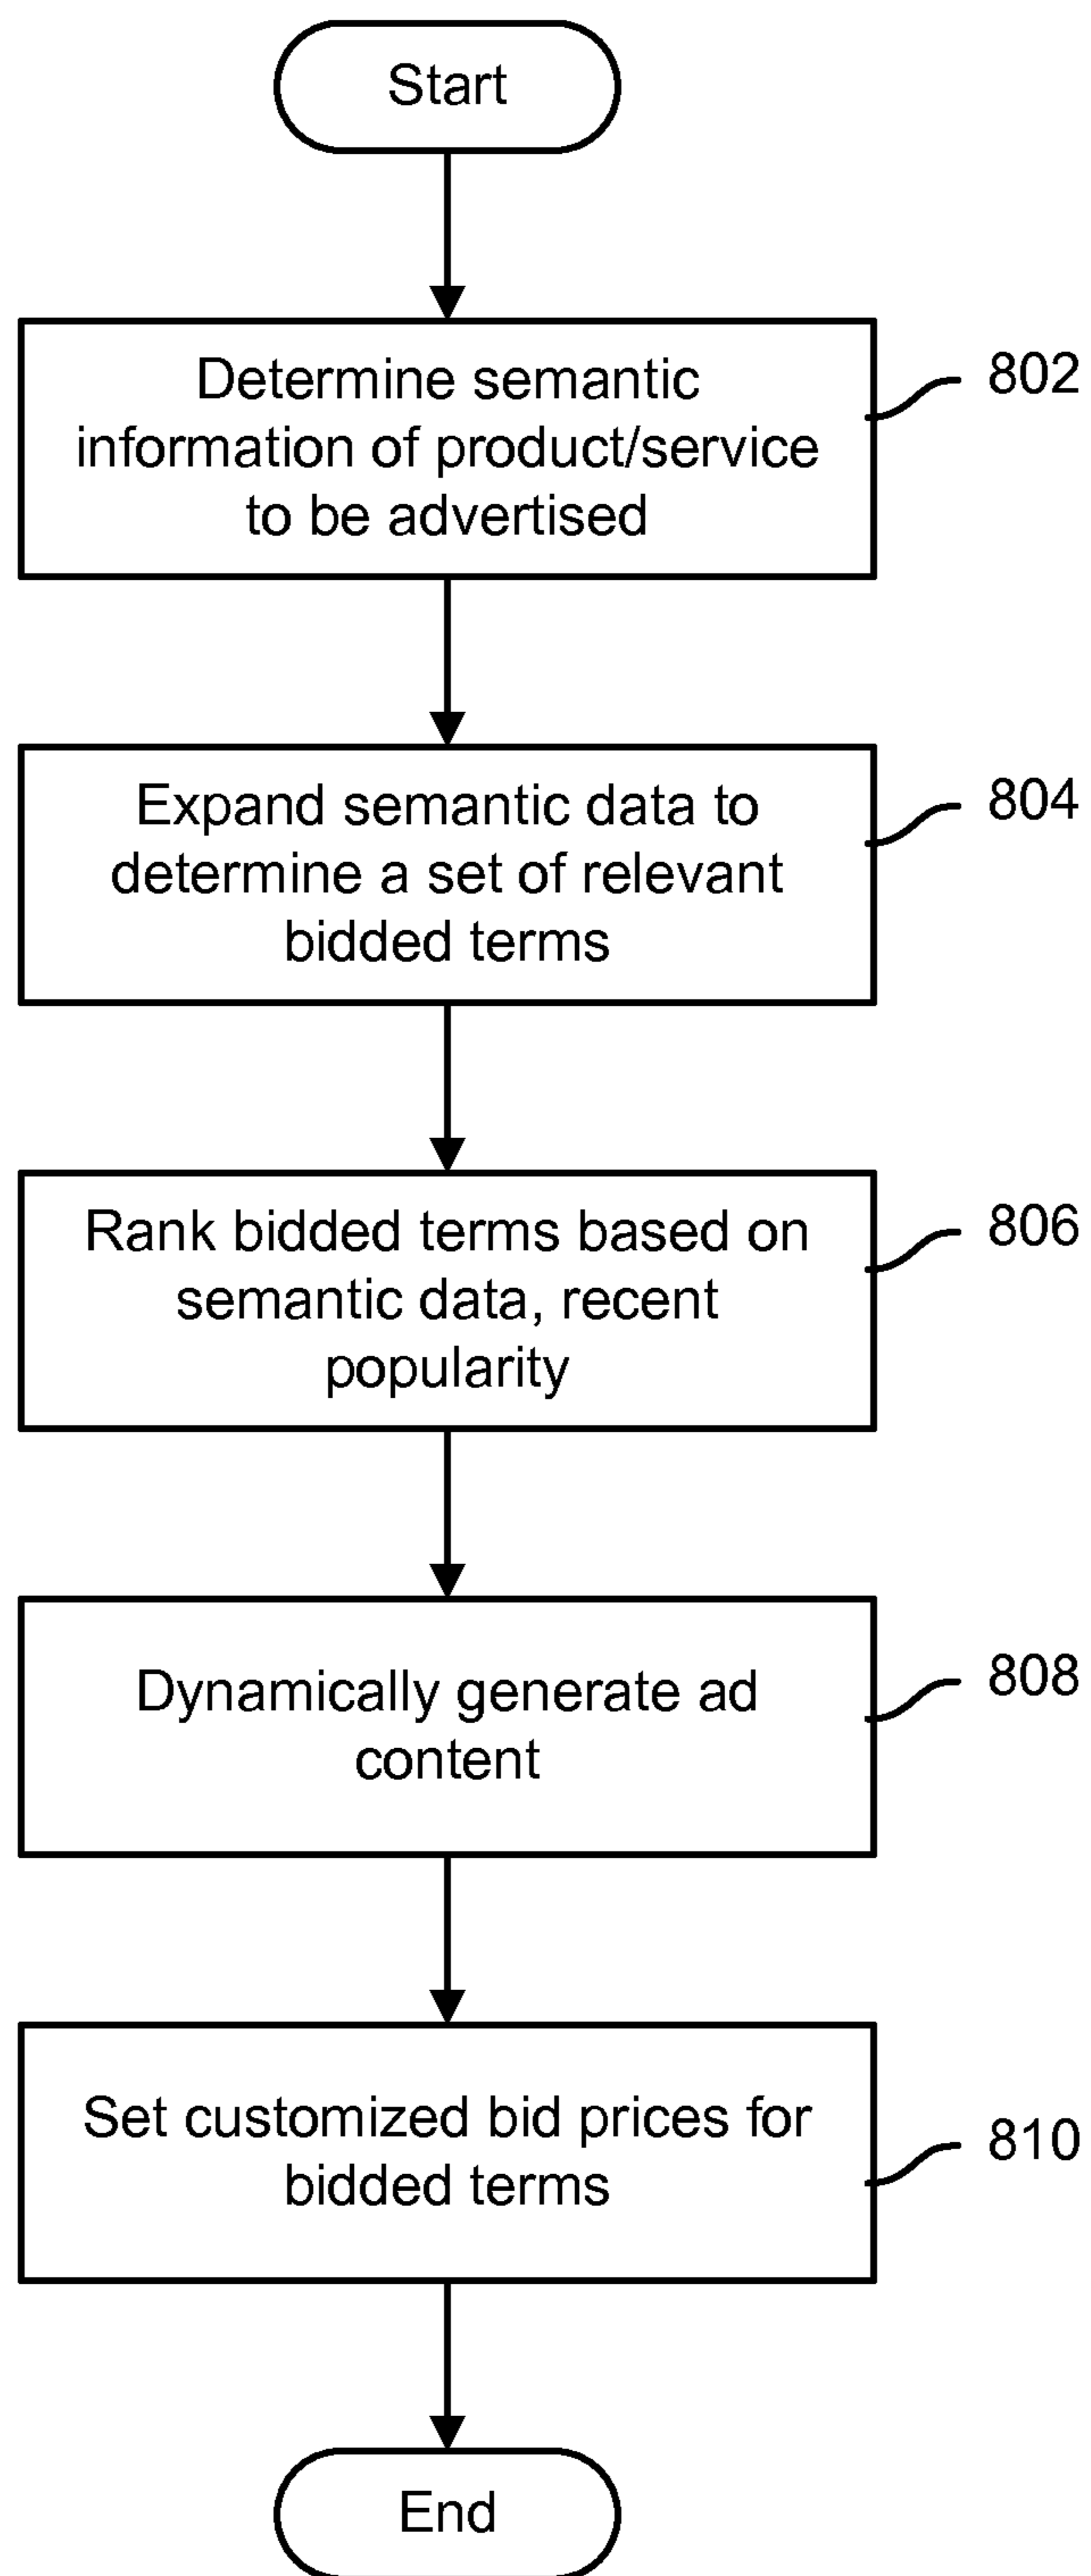 Start
Determine semantic
information of product/service
to be advertised
802
Expand semantic data to
determine a set of relevant
bidded terms
804
Rank bidded terms based on
semantic data, recent
popularity
806
Dynamically generate ad
content
808
Set customized bid prices for
bidded terms
810
End